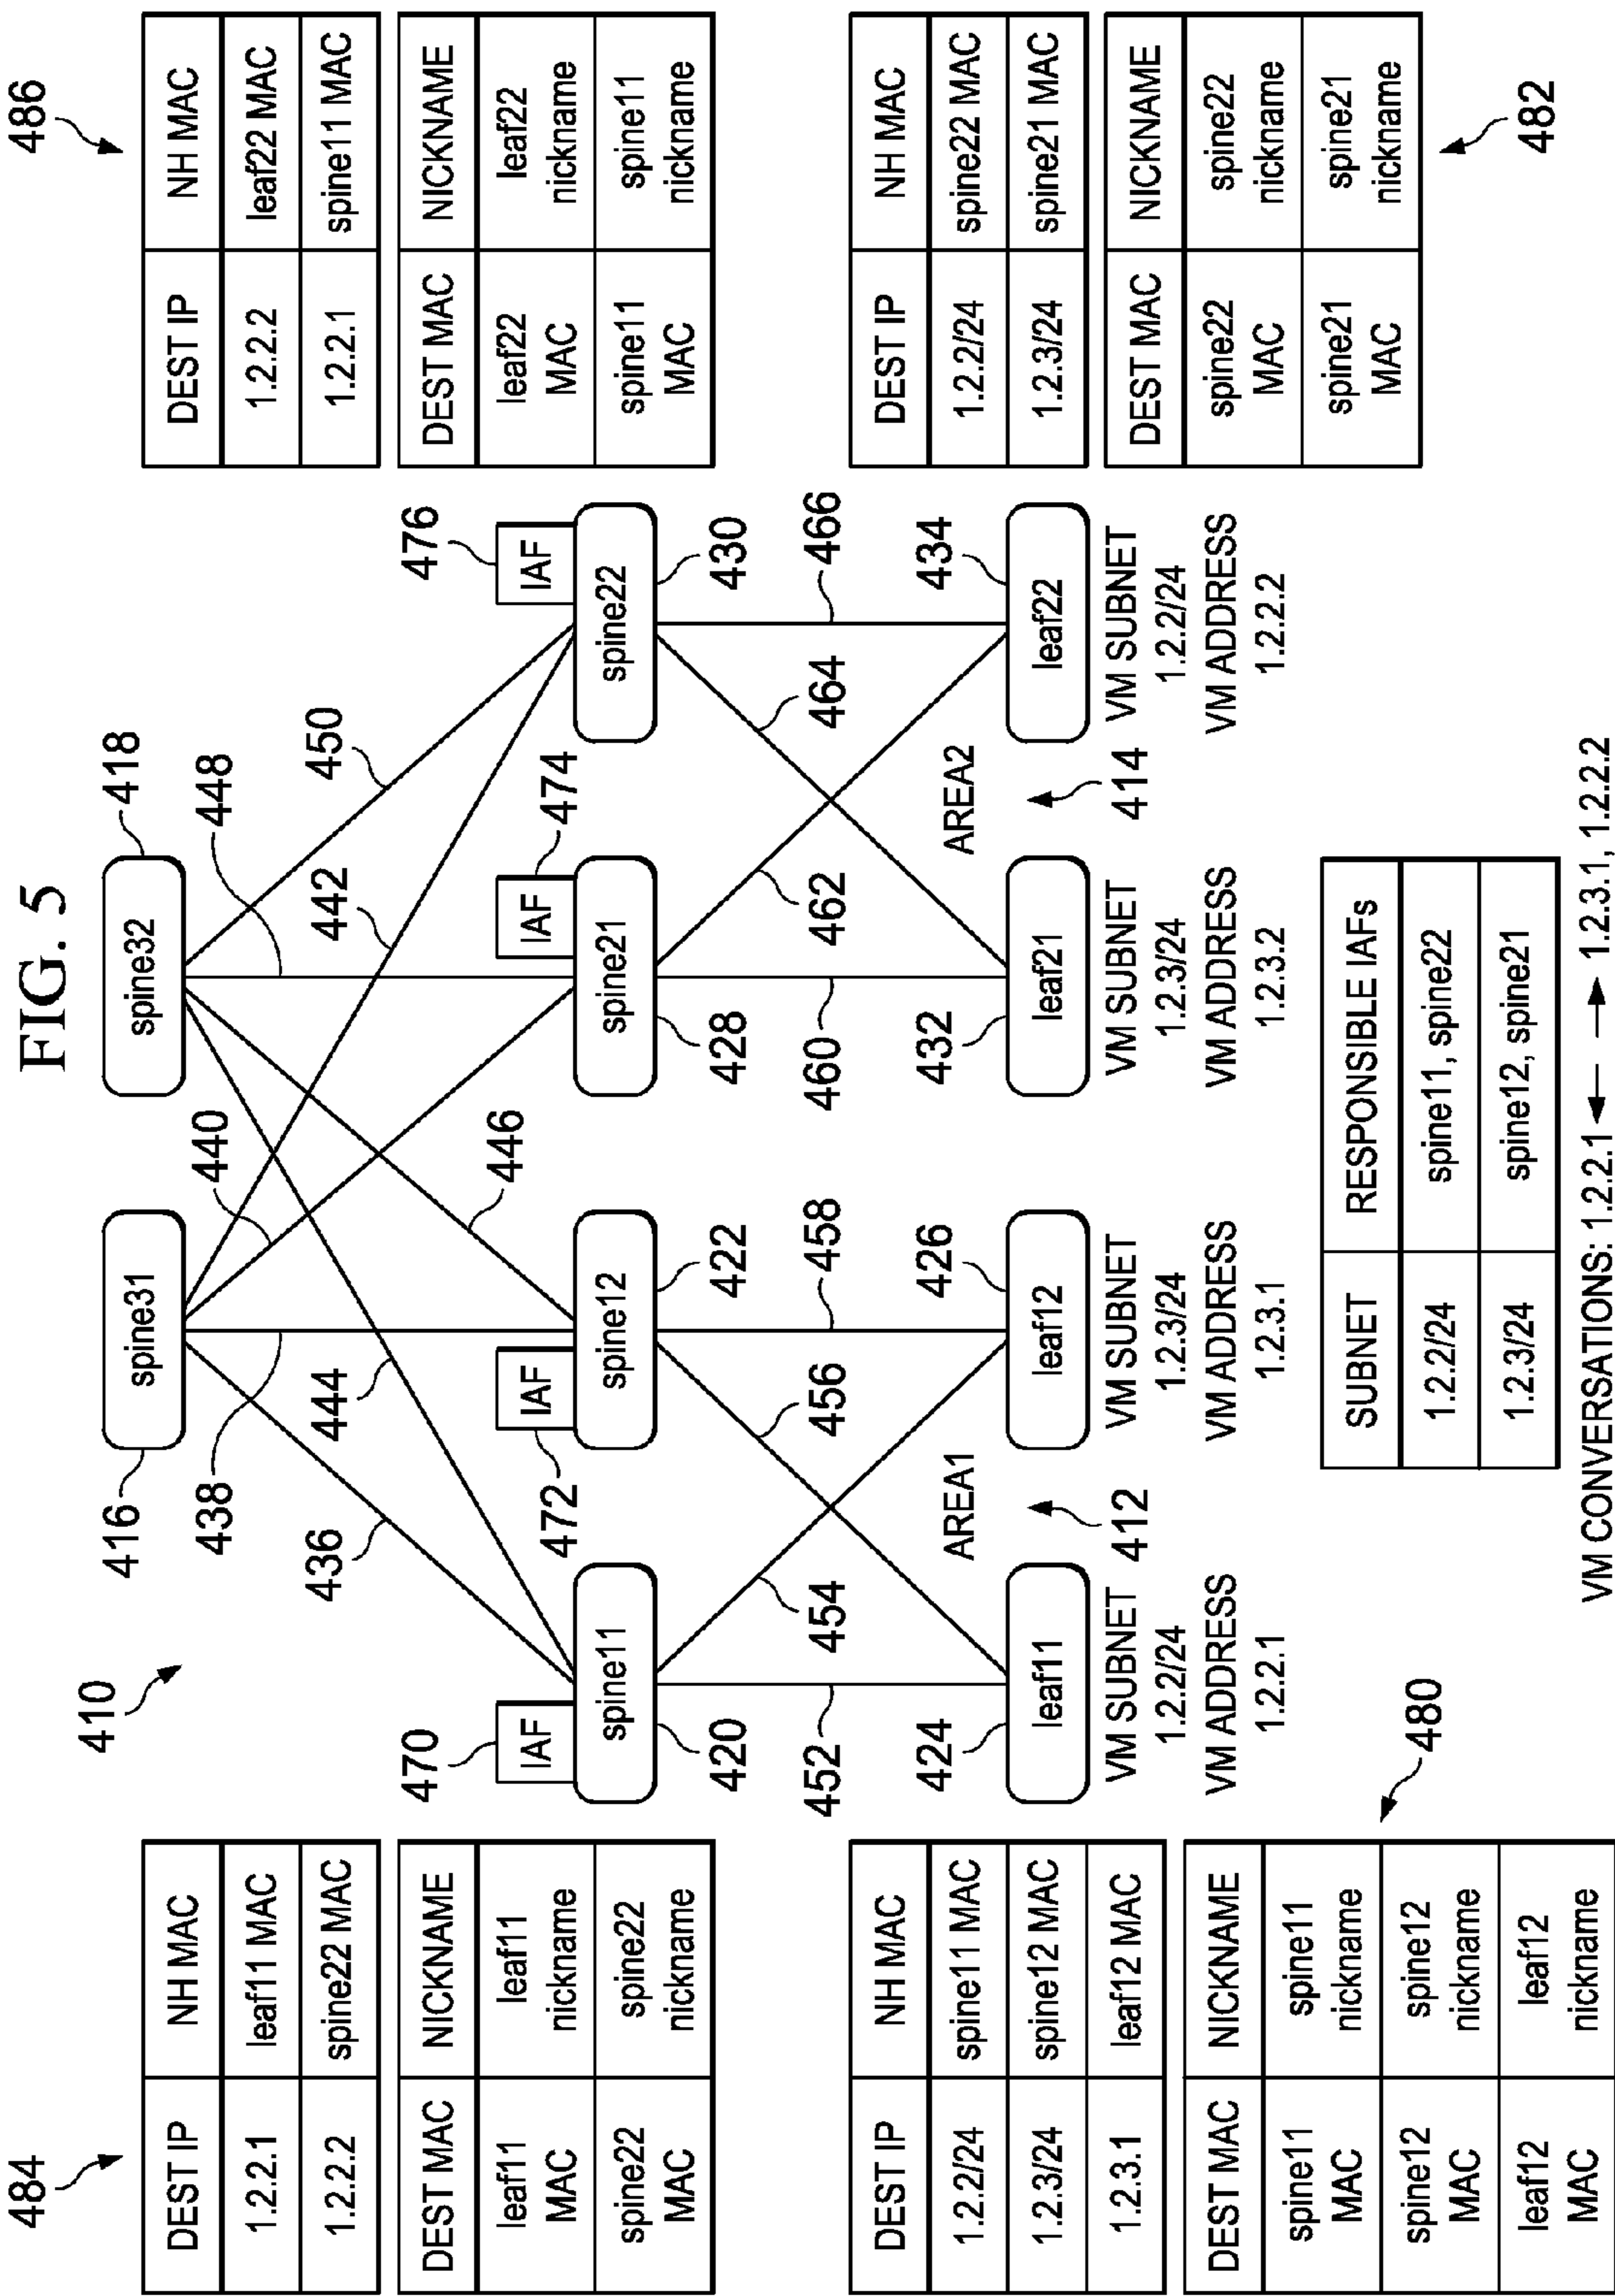 FIG. 5
410
484
DEST IP NH MAC
1.2.2.1 leaf11 MAC
1.2.2.2 spine22 MAC
DEST MAC NICKNAME
leaf11 MAC leaf11 nickname
spine22 MAC spine22 nickname
DEST IP NH MAC
1.2.2/24 spine11 MAC
1.2.3/24 spine12 MAC
1.2.3.1 leaf12 MAC
DEST MAC NICKNAME
spine11 MAC spine11 nickname
spine12 MAC spine12 nickname
leaf12 MAC leaf12 nickname
480
416
spine31
spine32
418
436
438
444
440
446
442
448
450
470
IAF
spine11
420
472
IAF
spine12
422
474
IAF
spine21
428
476
IAF
spine22
430
452
454
456
458
460
462
464
466
424
leaf11
VM SUBNET
1.2.2/24
VM ADDRESS
1.2.2.1
AREA1
412
426
leaf12
VM SUBNET
1.2.3/24
VM ADDRESS
1.2.3.1
432
leaf21
VM SUBNET
1.2.3/24
VM ADDRESS
1.2.3.2
AREA2
414
434
leaf22
VM SUBNET
1.2.2/24
VM ADDRESS
1.2.2.2
486
DEST IP NH MAC
1.2.2.2 leaf22 MAC
1.2.2.1 spine11 MAC
DEST MAC NICKNAME
leaf22 MAC leaf22 nickname
spine11 MAC spine11 nickname
DEST IP NH MAC
1.2.2/24 spine22 MAC
1.2.3/24 spine21 MAC
DEST MAC NICKNAME
spine22 MAC spine22 nickname
spine21 MAC spine21 nickname
482
SUBNET RESPONSIBLE IAFs
1.2.2/24 spine11, spine22
1.2.3/24 spine12, spine21
VM CONVERSATIONS: 1.2.2.1 ← → 1.2.3.1, 1.2.2.2